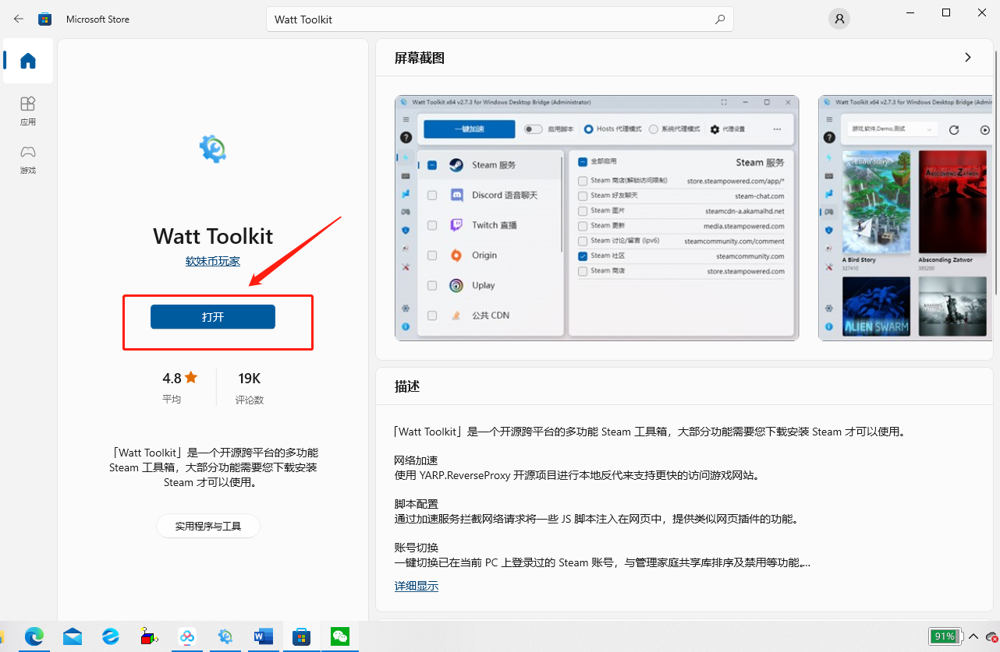 Microsoft Store
Watt Toolkit
应用
游戏
Watt Toolkit
软妹币玩家
打开
4.8
平均
19K
评论数
「Watt Toolkit」是一个开源跨平台的多功能
Steam 工具箱，大部分功能需要您下载安装
Steam 才可以使用。
实用程序与工具
屏幕截图
Watt Toolkit x64 v2.7.3 for Windows Desktop Bridge (Administrator)
一键加速
启用脚本
Hosts 代理模式
系统代理模式
代理设置
Steam 服务
Discord 语音聊天
Twitch 直播
Origin
Uplay
公共 CDN
全部启用
Steam 服务
Steam 商店(解锁访问限制)
store.steampowered.com/app/*
Steam 好友聊天
steam-chat.com
Steam 图片
steamcdn-a.akamaihd.net
Steam 更新
media.steampowered.com
Steam 讨论/留言 (ipv6)
steamcommunity.com/comment
Steam 社区
steamcommunity.com
Steam 商店
store.steampowered.com
Watt Toolkit x64 v2.7.3 for Windows Desktop Bridge (Admir
游戏,软件,Demo,测试
A Bird Story
ABSCONDING ZATWOR
A Bird Story
327410
Absconding Zatwor
385200
ALIEN SWARM
描述
「Watt Toolkit」是一个开源跨平台的多功能 Steam 工具箱，大部分功能需要您下载安装 Steam 才可以使用。
网络加速
使用 YARP.ReverseProxy 开源项目进行本地反代来支持更快的访问游戏网站。
脚本配置
通过加速服务拦截网络请求将一些 JS 脚本注入在网页中，提供类似网页插件的功能。
账号切换
一键切换已在当前 PC 上登录过的 Steam 账号，与管理家庭共享库排序及禁用等功能。...
详细显示
91%